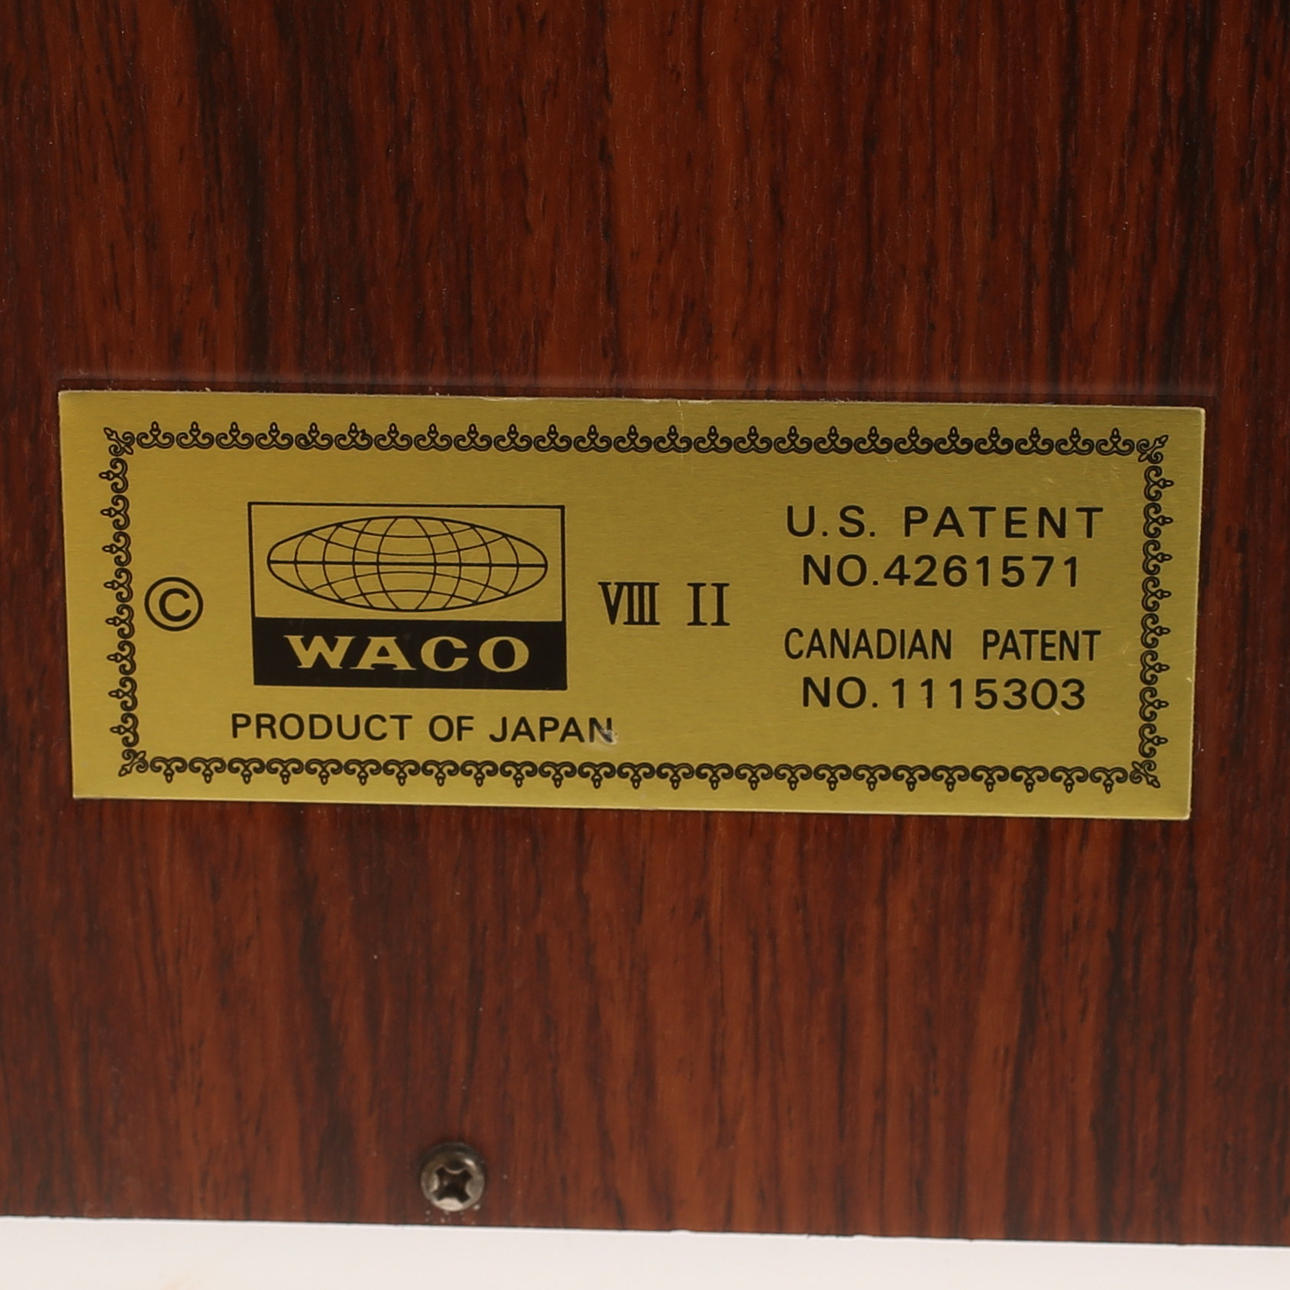 ©
WACO
PRODUCT OF JAPAN
VIII II
U.S. PATENT
NO.4261571
CANADIAN PATENT
NO.1115303